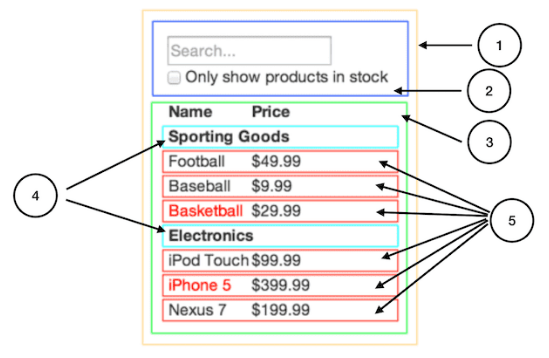 Search...
Only show products in stock
Name Price
Sporting Goods
Football $49.99
Baseball $9.99
Basketball $29.99
Electronics
iPod Touch $99.99
iPhone 5 $399.99
Nexus 7 $199.99
1
2
3
4
5